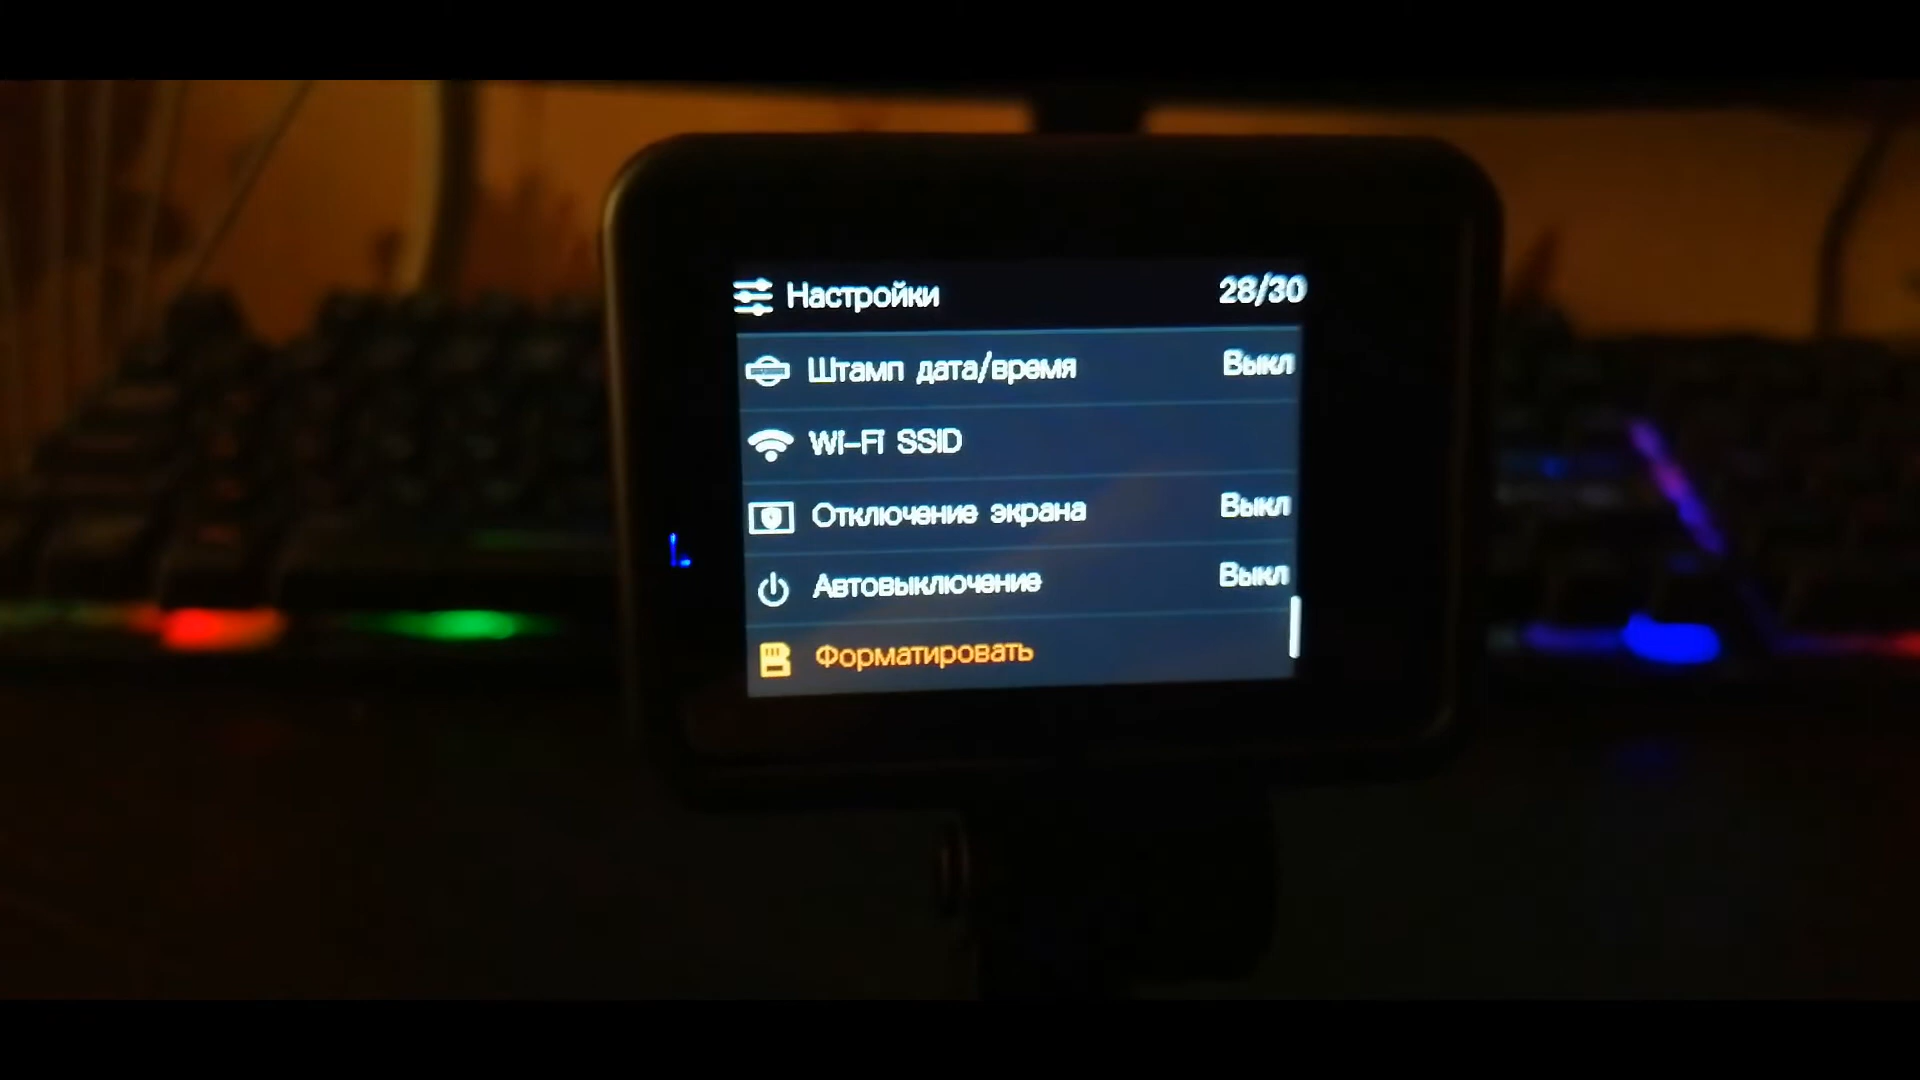 Настройки 28/30
Штамп дата/время Выкл
Wi-Fi SSID
Отключение экрана Выкл
Автовыключение Выкл
Форматировать